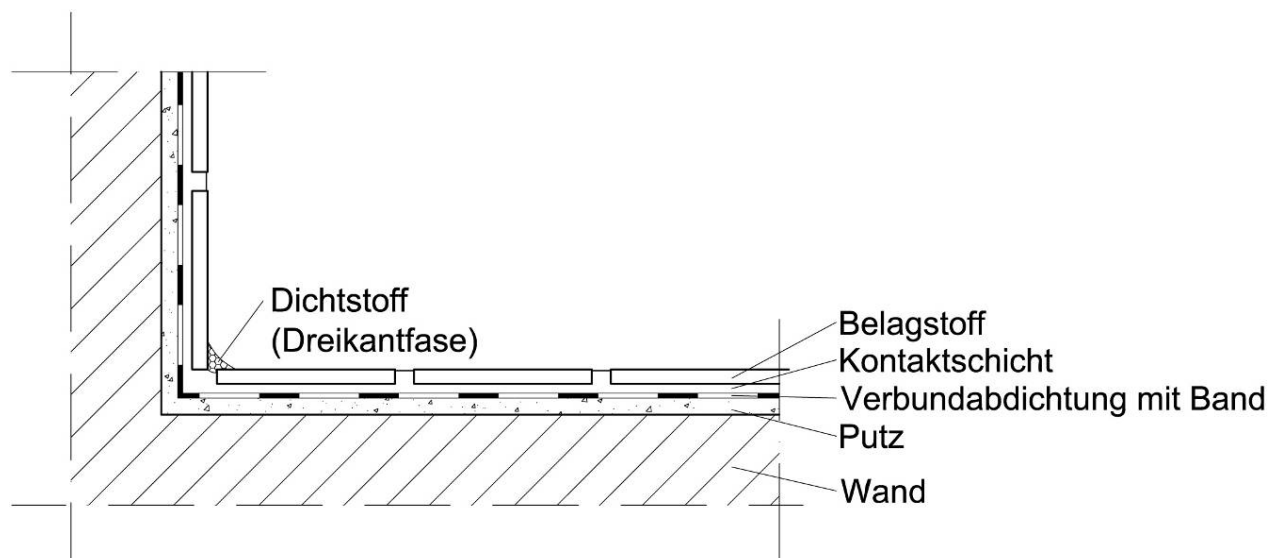 Dichtstoff
(Dreikantfase)
Belagstoff
Kontaktschicht
Verbundabdichtung mit Band
Putz
Wand